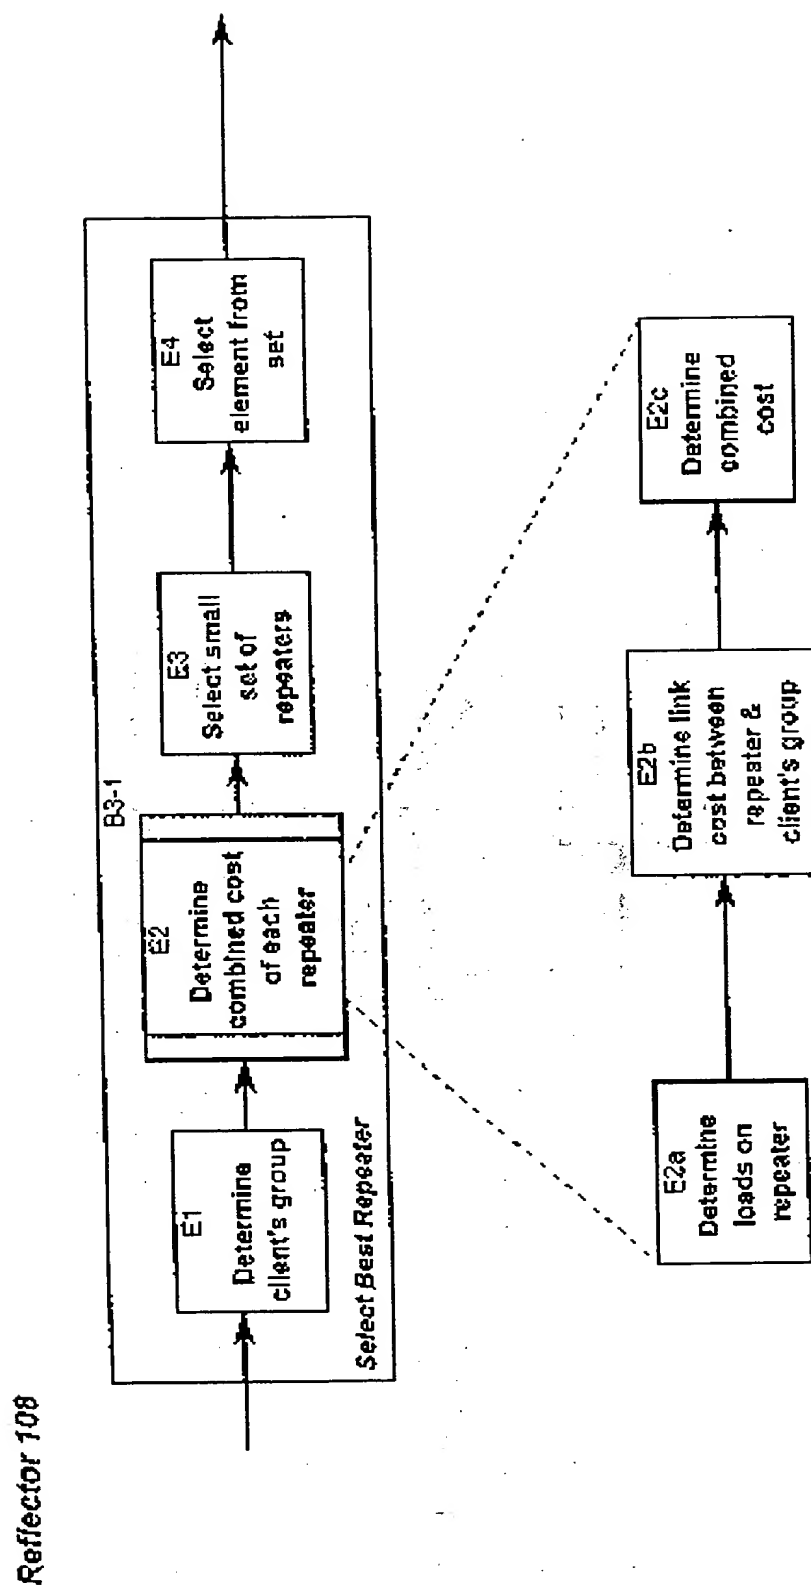 Reflector 108
B3-1
E1
Determine
client's group
E2
Determine
combined cost
of each
repeater
E3
Select small
set of
repeaters
E4
Select
element from
set
Select Best Repeater
E2a
Determine
loads on
repeater
E2b
Determine link
cost between
repeater &
client's group
E2c
Determine
combined
cost